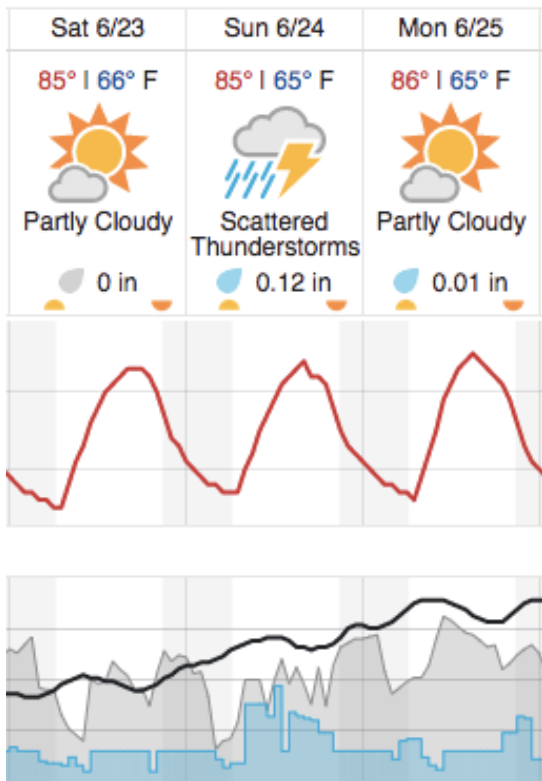 Sat 6/23
Sun 6/24
Mon 6/25
85° | 66° F
85° | 65° F
86° | 65° F
Partly Cloudy
Scattered
Thunderstorms
Partly Cloudy
0 in
0.12 in
0.01 in